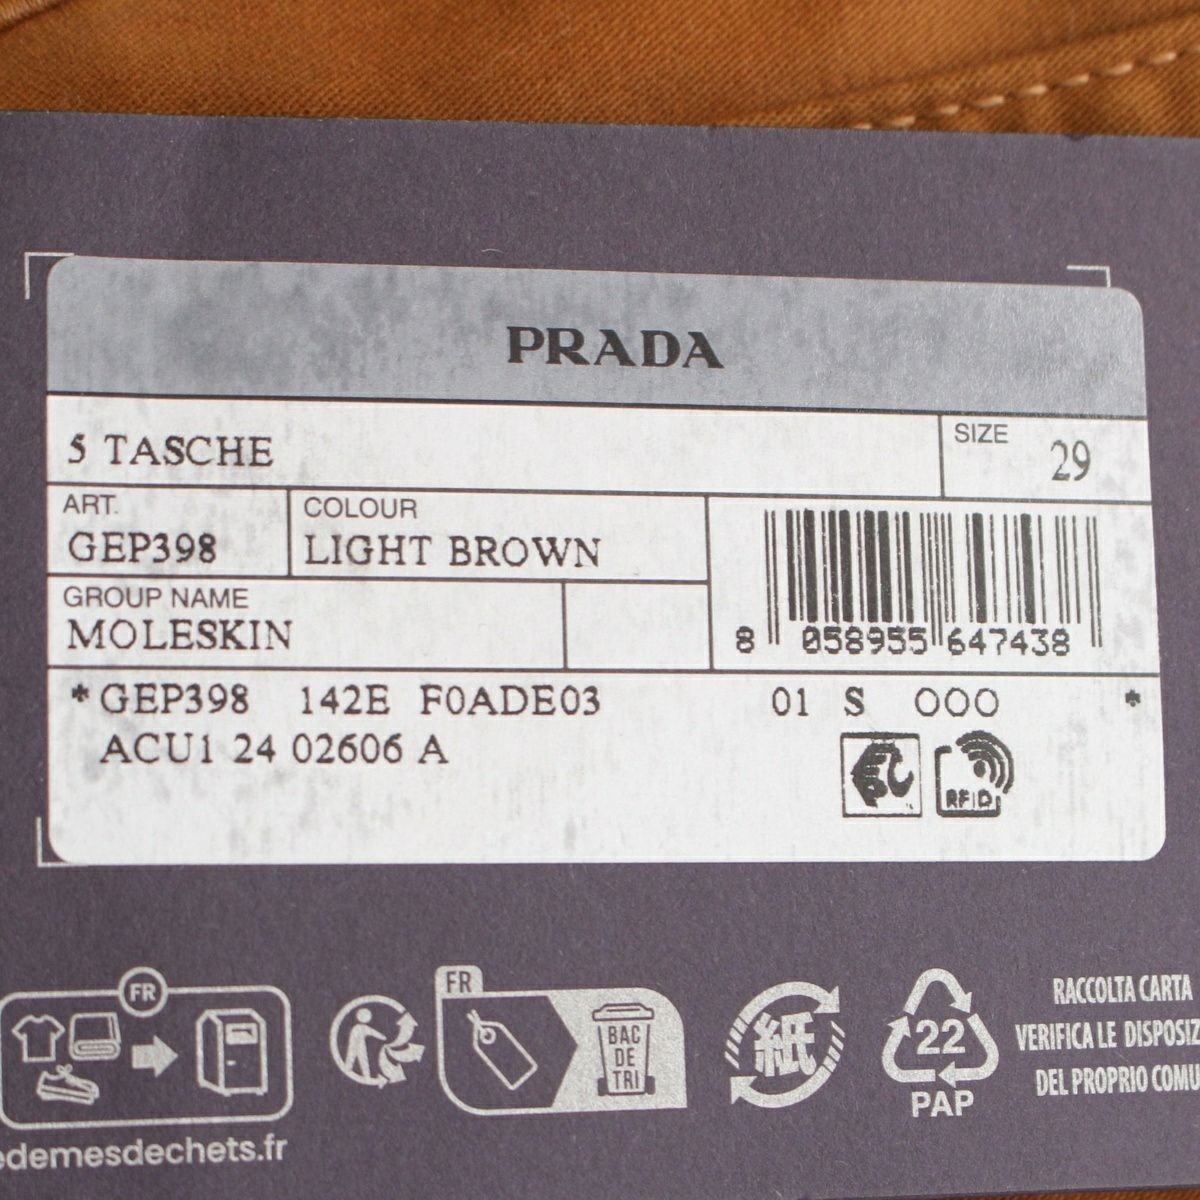 PRADA
5 TASCHE
SIZE 29
ART.
GEP398
COLOUR
LIGHT BROWN
GROUP NAME
MOLESKIN
8 058955 647438
*GEP398 142E F0ADE03 01 S 000 *
ACU1 24 02606 A
RFID
FR
FR
BAC
DE
TRI
紙
22
PAP
RACCOLTA CARTA
VERIFICA LE DISPOSIZ
DEL PROPRIO COMU
edemesdechets.fr